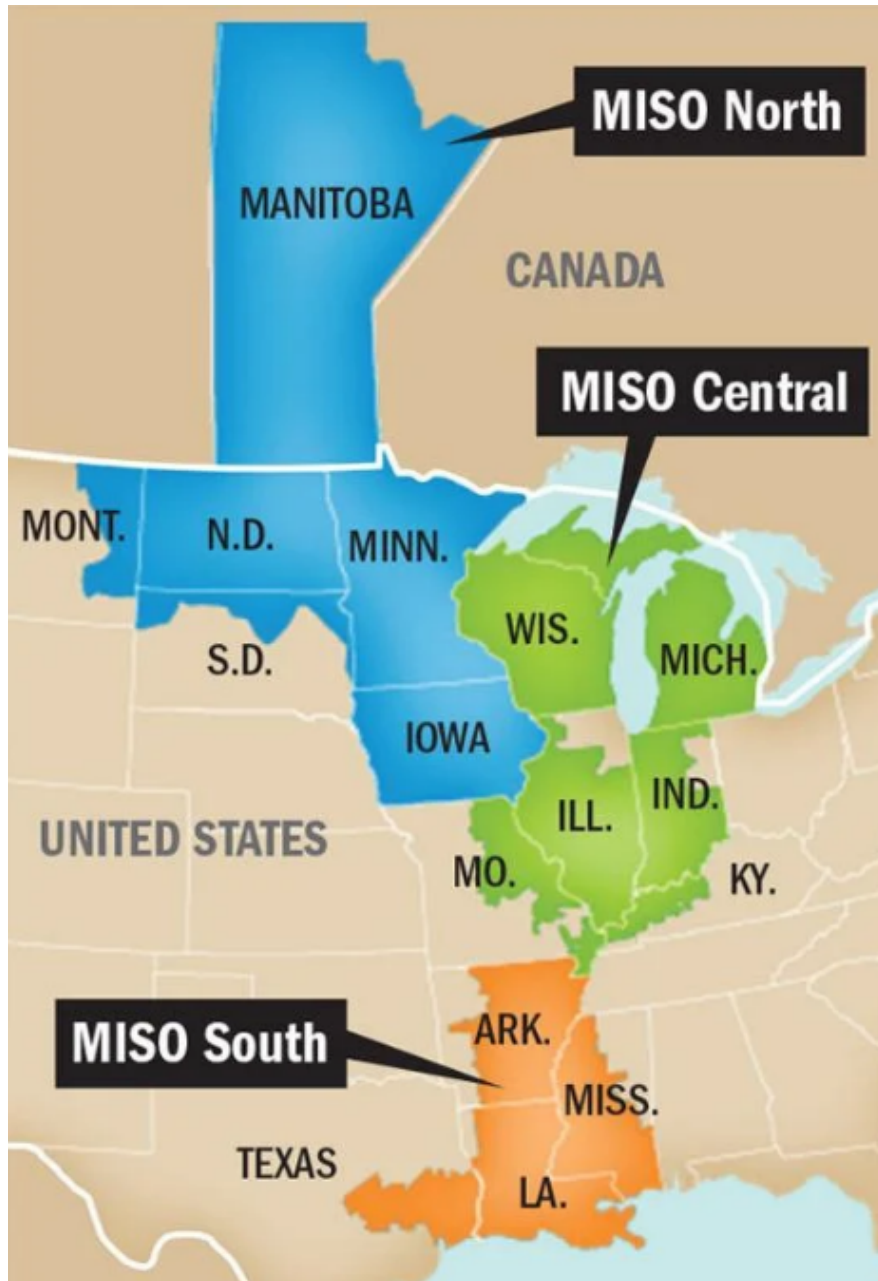 MISO North
MANITOBA
CANADA
MISO Central
MONT.
N.D.
MINN.
WIS.
S.D.
MICH.
IOWA
IND.
ILL.
UNITED STATES
MO.
KY.
ARK.
MISO South
MISS.
TEXAS
LA.